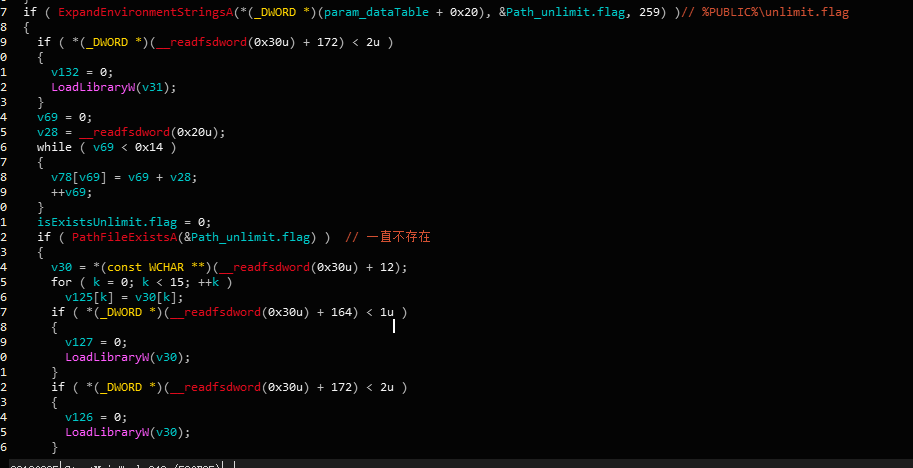 7 if ( ExpandEnvironmentStringsA(*(_DWORD *)(param_dataTable + 0x20), &Path_unlimit.flag, 259) )// %PUBLIC%\unlimit.flag
8 {
9 if ( *(_DWORD *)(__readfsdword(0x30u) + 172) < 2u )
0 {
1 v132 = 0;
2 LoadLibraryW(v31);
3 }
4 v69 = 0;
5 v28 = __readfsdword(0x20u);
6 while ( v69 < 0x14 )
7 {
8 v78[v69] = v69 + v28;
9 ++v69;
0 }
1 isExistsUnlimit.flag = 0;
2 if ( PathFileExistsA(&Path_unlimit.flag) ) // 一直不存在
3 {
4 v30 = *(const WCHAR **)(__readfsdword(0x30u) + 12);
5 for ( k = 0; k < 15; ++k )
6 v125[k] = v30[k];
7 if ( *(_DWORD *)(__readfsdword(0x30u) + 164) < 1u )
8 {
9 v127 = 0;
0 LoadLibraryW(v30);
1 }
2 if ( *(_DWORD *)(__readfsdword(0x30u) + 172) < 2u )
3 {
4 v126 = 0;
5 LoadLibraryW(v30);
6 }